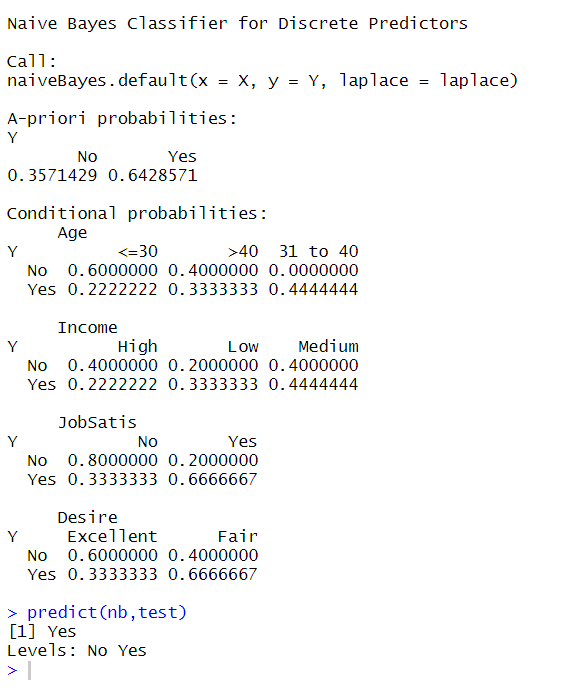 Naive Bayes Classifier for Discrete Predictors
Call:
naiveBayes.default(x = X, y = Y, laplace = laplace)
A-priori probabilities:
Y
No Yes
0.3571429 0.6428571
Conditional probabilities:
Age
Y <=30 >40 31 to 40
No 0.6000000 0.4000000 0.0000000
Yes 0.2222222 0.3333333 0.4444444
Income
Y High Low Medium
No 0.4000000 0.2000000 0.4000000
Yes 0.2222222 0.3333333 0.4444444
JobSatis
Y No Yes
No 0.8000000 0.2000000
Yes 0.3333333 0.6666667
Desire
Y Excellent Fair
No 0.6000000 0.4000000
Yes 0.3333333 0.6666667
> predict(nb,test)
[1] Yes
Levels: No Yes
>